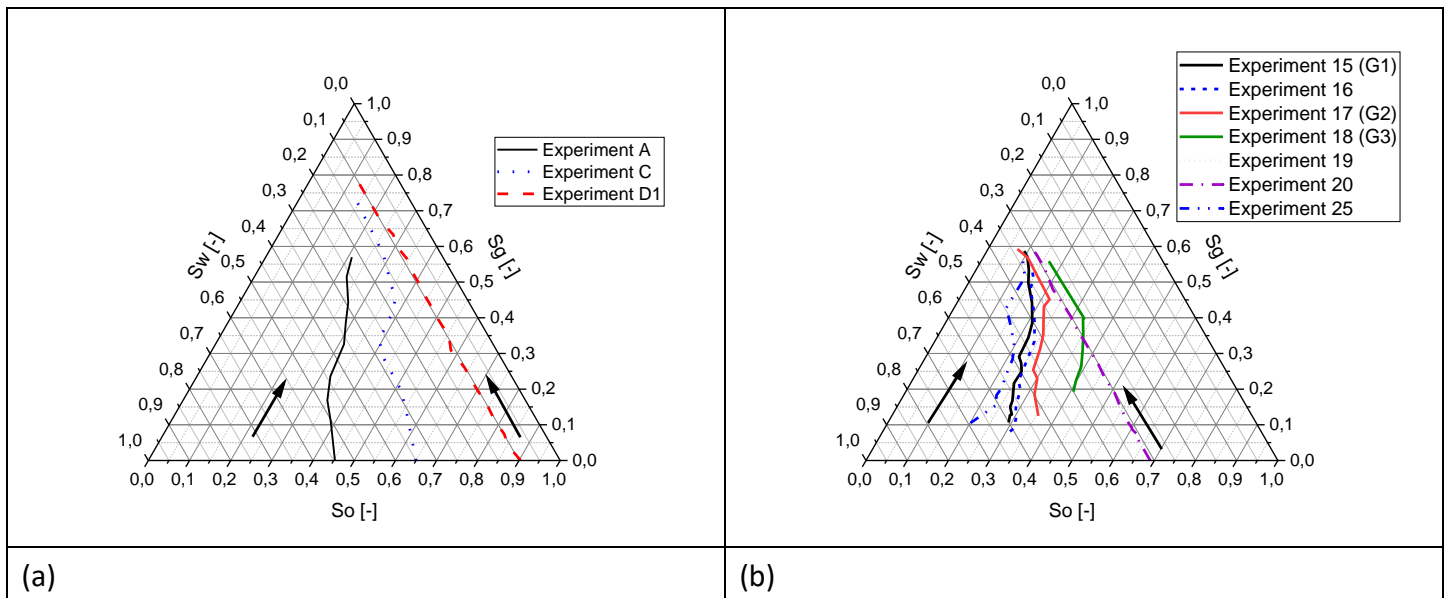 0,0
1,0
0,1
0,9
0,2
0,8
0,3
0,7
0,4
0,6
0,5
0,5
0,6
0,4
0,7
0,3
0,8
0,2
0,9
0,1
1,0
0,0
Sw [-]
Sg [-]
0,0 0,1 0,2 0,3 0,4 0,5 0,6 0,7 0,8 0,9 1,0
So [-]
Experiment A
Experiment C
Experiment D1
(a)
0,0
1,0
0,1
0,9
0,2
0,8
0,3
0,7
0,4
0,6
0,5
0,5
0,6
0,4
0,7
0,3
0,8
0,2
0,9
0,1
1,0
0,0
Sw [-]
Sg [-]
0,0 0,1 0,2 0,3 0,4 0,5 0,6 0,7 0,8 0,9 1,0
So [-]
Experiment 15 (G1)
Experiment 16
Experiment 17 (G2)
Experiment 18 (G3)
Experiment 19
Experiment 20
Experiment 25
(b)